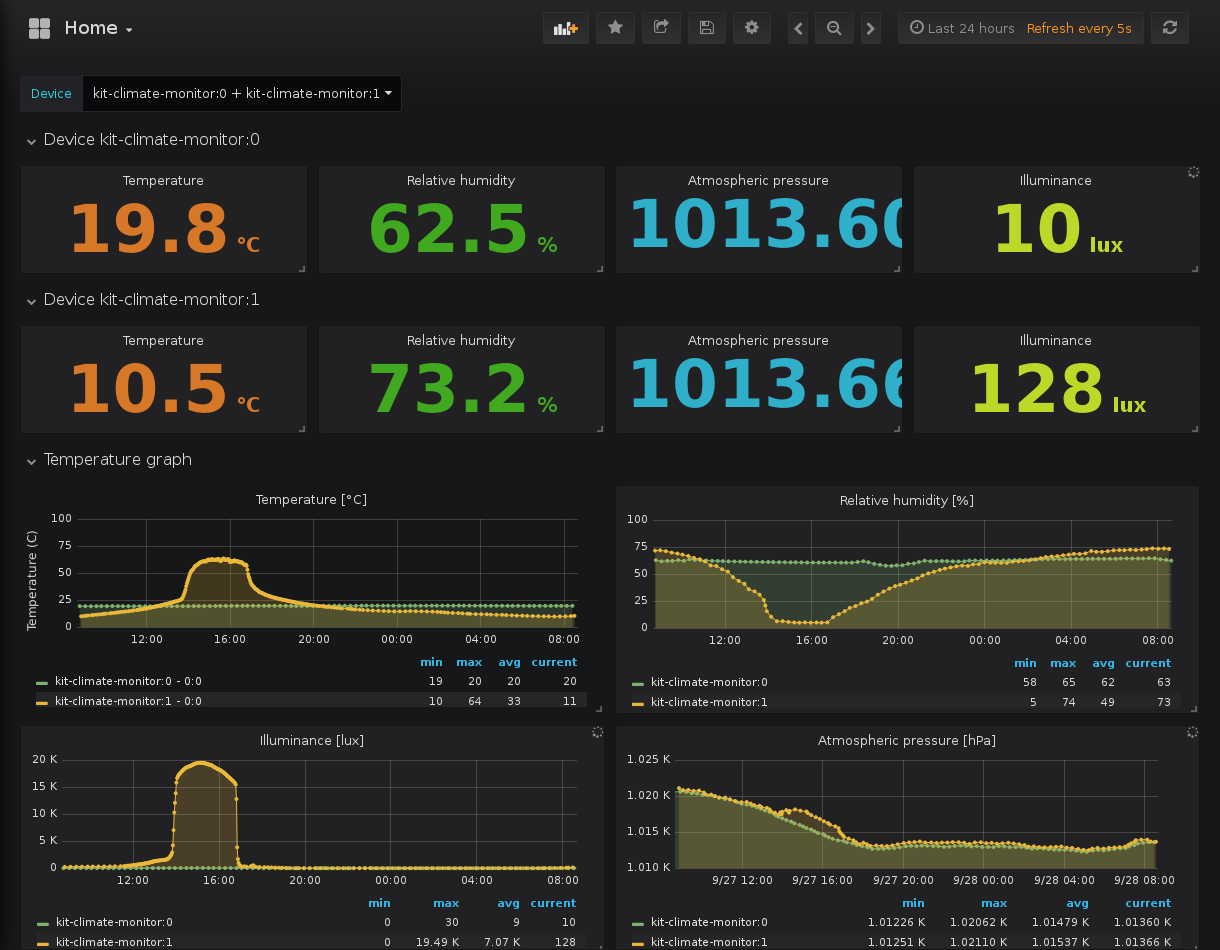 Home
Last 24 hours Refresh every 5s
Device kit-climate-monitor:0 + kit-climate-monitor:1
Device kit-climate-monitor:0
Temperature Relative humidity Atmospheric pressure Illuminance
19.8 °C 62.5 % 1013.60 10 lux
Device kit-climate-monitor:1
Temperature Relative humidity Atmospheric pressure Illuminance
10.5 °C 73.2 % 1013.66 128 lux
Temperature graph
Temperature [°C]
Temperature (C)
100
75
50
25
0
12:00 16:00 20:00 00:00 04:00 08:00
min max avg current
kit-climate-monitor:0 - 0:0 19 20 20 20
kit-climate-monitor:1 - 0:0 10 64 33 11
Relative humidity [%]
100
75
50
25
0
12:00 16:00 20:00 00:00 04:00 08:00
min max avg current
kit-climate-monitor:0 58 65 62 63
kit-climate-monitor:1 5 74 49 73
Illuminance [lux]
20 K
15 K
10 K
5 K
0
12:00 16:00 20:00 00:00 04:00 08:00
min max avg current
kit-climate-monitor:0 0 30 9 10
kit-climate-monitor:1 0 19.49 K 7.07 K 128
Atmospheric pressure [hPa]
1.025 K
1.020 K
1.015 K
1.010 K
9/27 12:00 9/27 16:00 9/27 20:00 9/28 00:00 9/28 04:00 9/28 08:00
min max avg current
kit-climate-monitor:0 1.01226 K 1.02062 K 1.01479 K 1.01360 K
kit-climate-monitor:1 1.01251 K 1.02110 K 1.01537 K 1.01366 K